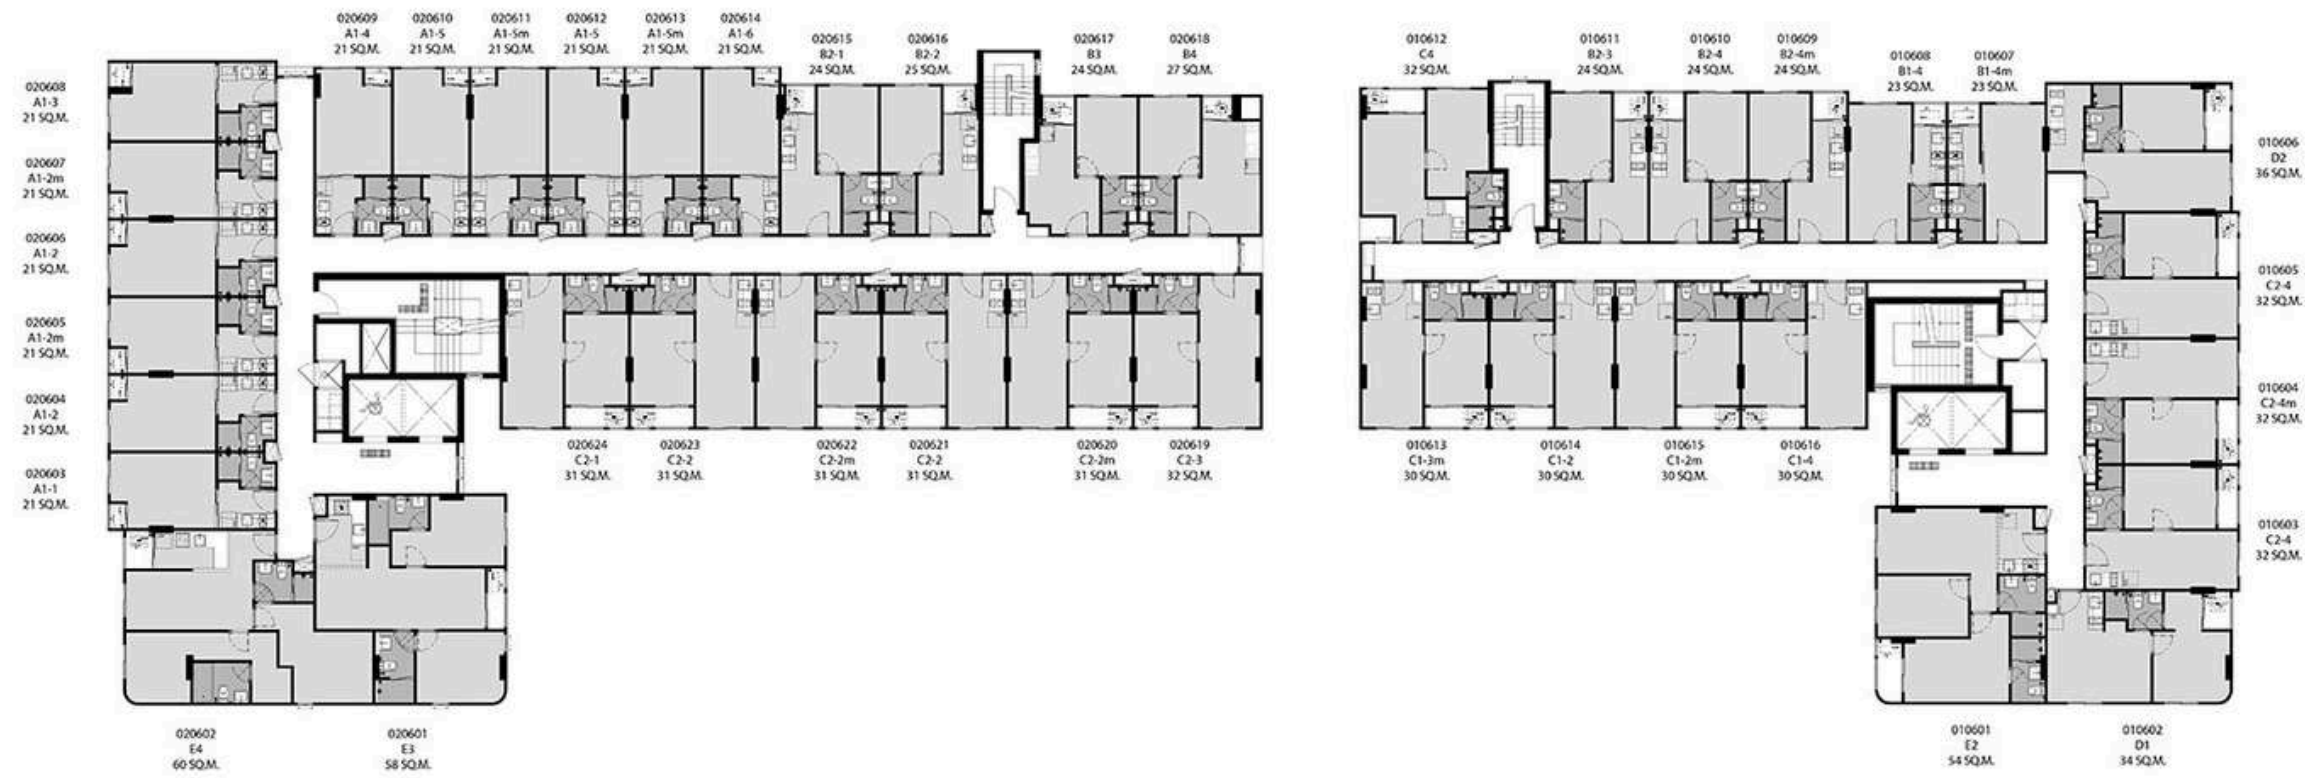 020609
A1-4
21 SQ.M.
020610
A1-5
21 SQ.M.
020611
A1-5m
21 SQ.M.
020612
A1-5
21 SQ.M.
020613
A1-5m
21 SQ.M.
020614
A1-6
21 SQ.M.
020615
B2-1
24 SQ.M.
020616
B2-2
25 SQ.M.
020617
B3
24 SQ.M.
020618
B4
27 SQ.M.
010612
C4
32 SQ.M.
010611
B2-3
24 SQ.M.
010610
B2-4
24 SQ.M.
010609
B2-4m
24 SQ.M.
010608
B1-4
23 SQ.M.
010607
B1-4m
23 SQ.M.
020608
A1-3
21 SQ.M.
020607
A1-2m
21 SQ.M.
020606
A1-2
21 SQ.M.
020605
A1-2m
21 SQ.M.
020604
A1-2
21 SQ.M.
020603
A1-1
21 SQ.M.
010606
D2
36 SQ.M.
010605
C2-4
32 SQ.M.
010604
C2-4m
32 SQ.M.
010603
C2-4
32 SQ.M.
020624
C2-1
31 SQ.M.
020623
C2-2
31 SQ.M.
020622
C2-2m
31 SQ.M.
020621
C2-2
31 SQ.M.
020620
C2-2m
31 SQ.M.
020619
C2-3
32 SQ.M.
010613
C1-3m
30 SQ.M.
010614
C1-2
30 SQ.M.
010615
C1-2m
30 SQ.M.
010616
C1-4
30 SQ.M.
020602
E4
60 SQ.M.
020601
E3
58 SQ.M.
010601
E2
54 SQ.M.
010602
D1
34 SQ.M.